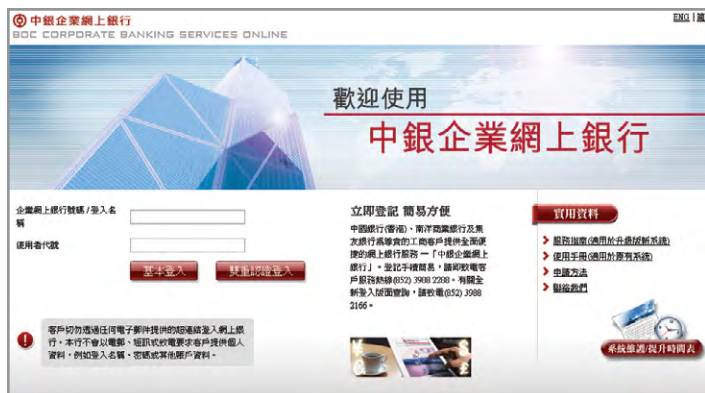 中銀企業網上銀行
BOC CORPORATE BANKING SERVICES ONLINE
ENG | 簡
歡迎使用
中銀企業網上銀行
企業網上銀行號碼 / 登入名
稱
使用者代號
基本登入
雙重認證登入
客戶切勿透過任何電子郵件提供的超連結登入網上銀
行。本行不會以電郵、短訊或致電要求客戶提供個人
資料，例如登入名稱、密碼或其他賬戶資料。
立即登記 簡易方便
中國銀行(香港)、南洋商業銀行及集
友銀行為尊貴的工商客戶提供全面便
捷的網上銀行服務 －「中銀企業網上
銀行」。登記手續簡易，請即致電客
戶服務熱線(852) 3988 2288。有關全
新登入版面查詢，請致電(852) 3988
2166。
實用資料
服務指南(適用於升級版新系統)
使用手冊(適用於原有系統)
申請方法
聯絡我們
系統維護/提升時間表